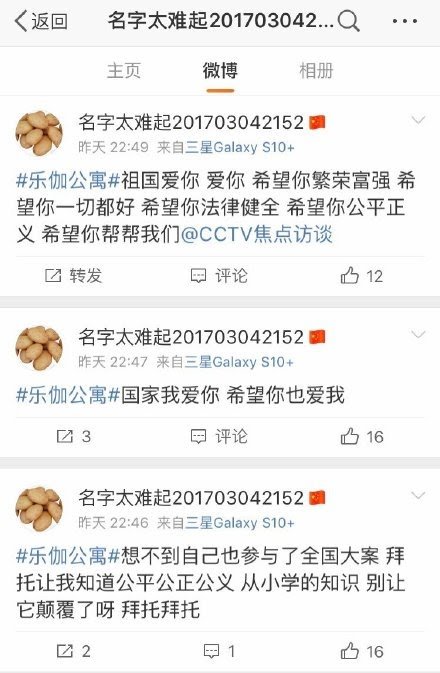 返回 名字太难起201703042...
主页 微博 相册
名字太难起201703042152
昨天 22:49 来自三星Galaxy S10+
#乐伽公寓#祖国爱你 爱你 希望你繁荣富强 希
望你一切都好 希望你法律健全 希望你公平正
义 希望你帮帮我们@CCTV焦点访谈
转发 评论 12
名字太难起201703042152
昨天 22:47 来自三星Galaxy S10+
#乐伽公寓#国家我爱你 希望你也爱我
3 评论 16
名字太难起201703042152
昨天 22:46 来自三星Galaxy S10+
#乐伽公寓#想不到自己也参与了全国大案 拜
托让我知道公平公正公义 从小学的知识 别让
它颠覆了呀 拜托拜托
2 1 16